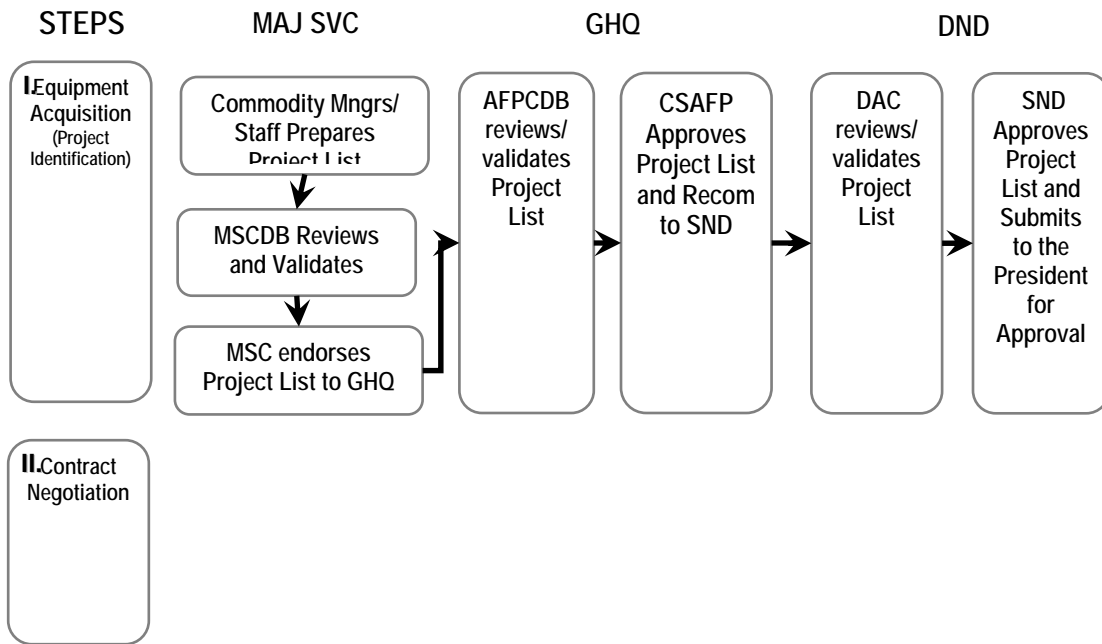 STEPS
MAJ SVC
GHQ
DND
I.Equipment
Acquisition
(Project
Identification)
Commodity Mngrs/
Staff Prepares
Project List
MSCDB Reviews
and Validates
MSC endorses
Project List to GHQ
AFPCDB
reviews/
validates
Project
List
CSAFP
Approves
Project List
and Recom
to SND
DAC
reviews/
validates
Project
List
SND
Approves
Project
List and
Submits
to the
President
for
Approval
II.Contract
Negotiation